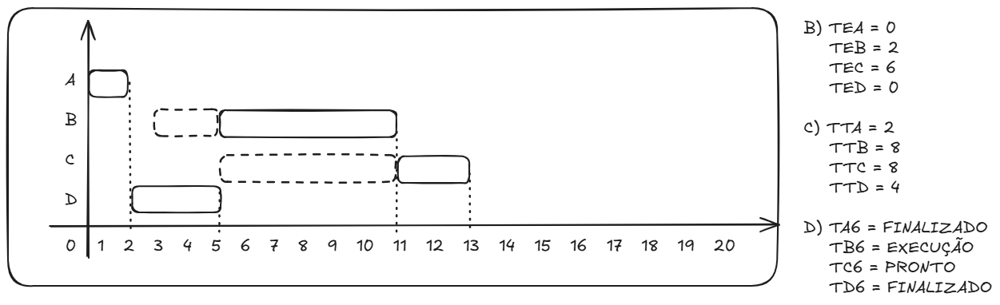 A
B
C
D
0 1 2 3 4 5 6 7 8 9 10 11 12 13 14 15 16 17 18 19 20
B) TEA = 0
TEB = 2
TEC = 6
TED = 0
C) TTA = 2
TTB = 8
TTC = 8
TTD = 4
D) TA6 = FINALIZADO
TB6 = EXECUÇÃO
TC6 = PRONTO
TD6 = FINALIZADO